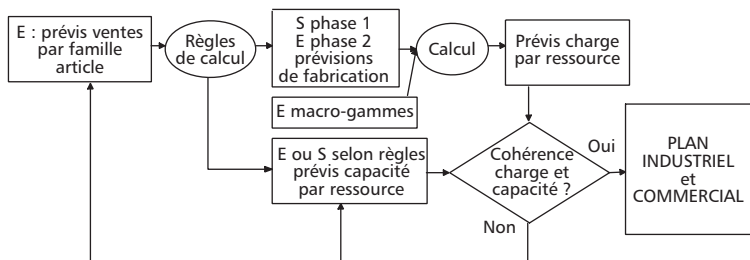 E : prévis ventes
par famille
article
Règles
de calcul
S phase 1
E phase 2
prévisions
de fabrication
Calcul
Prévis charge
par ressource
E macro-gammes
E ou S selon règles
prévis capacité
par ressource
Cohérence
charge et
capacité ?
Oui
Non
PLAN
INDUSTRIEL
et
COMMERCIAL